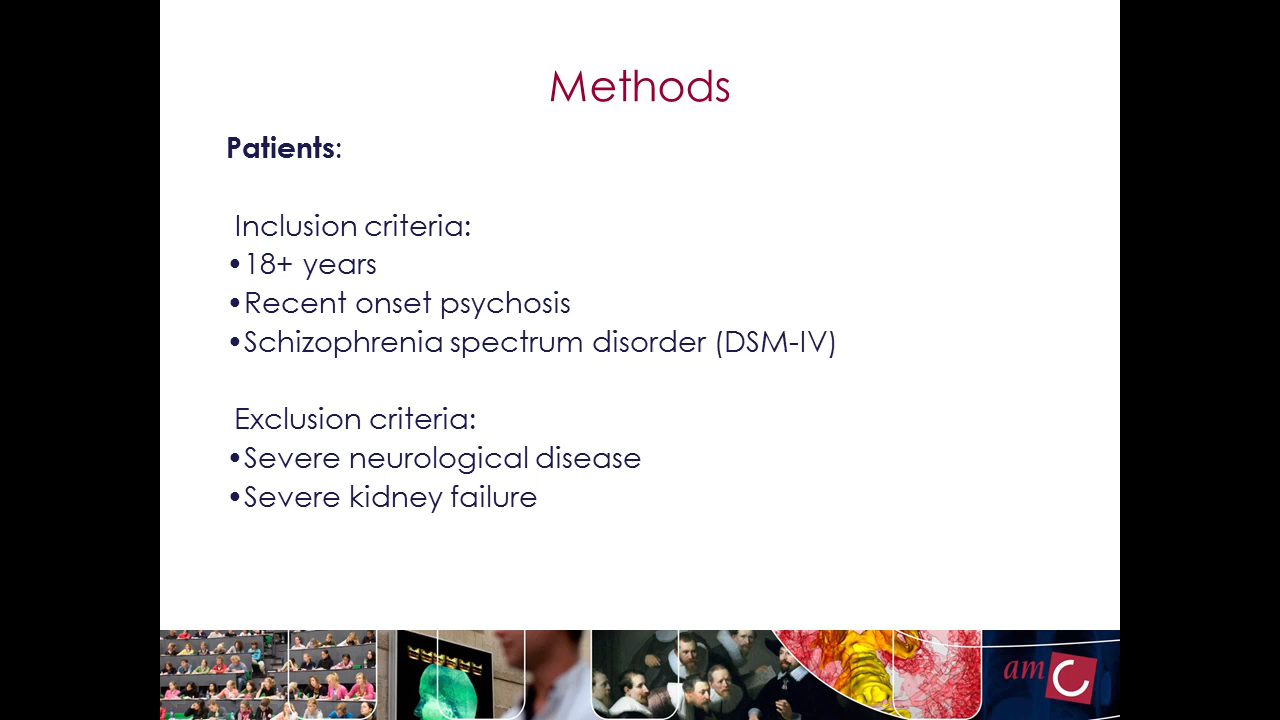 Methods
Patients:
Inclusion criteria:
•18+ years
•Recent onset psychosis
•Schizophrenia spectrum disorder (DSM-IV)
Exclusion criteria:
•Severe neurological disease
•Severe kidney failure
amC